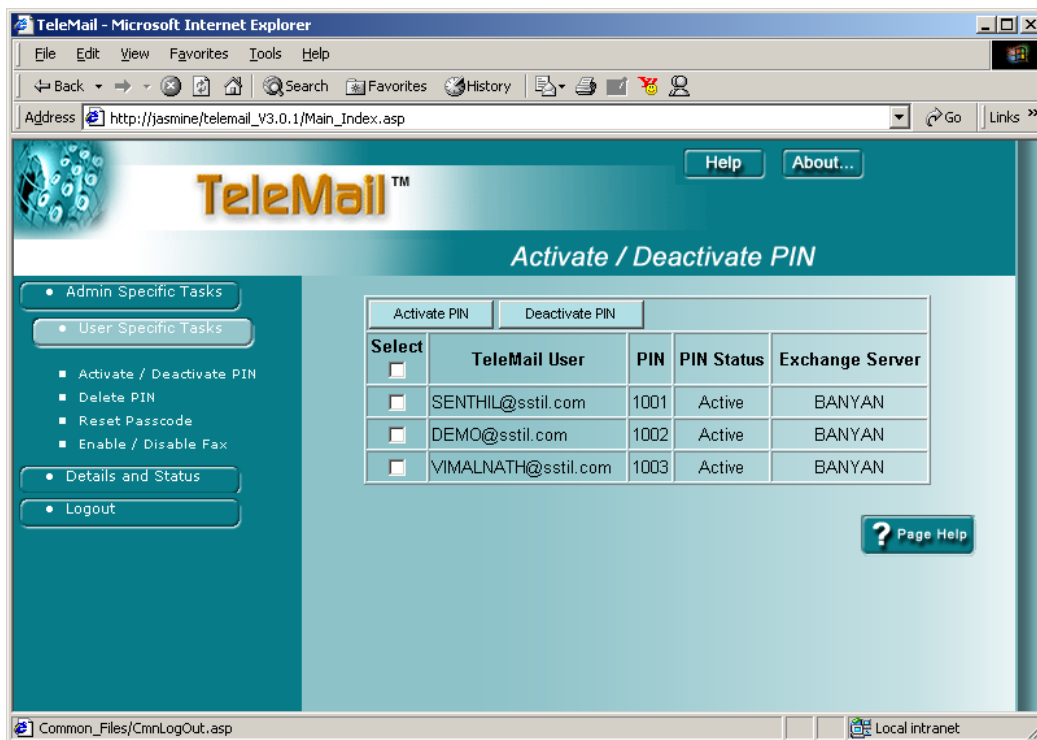 TeleMail - Microsoft Internet Explorer
File Edit View Favorites Tools Help
Back Search Favorites History
Address http://jasmine/telemail_V3.0.1/Main_Index.asp Go Links »
Help About...
TeleMail™
Activate / Deactivate PIN
Admin Specific Tasks
User Specific Tasks
Activate / Deactivate PIN
Delete PIN
Reset Passcode
Enable / Disable Fax
Details and Status
Logout
Activate PIN Deactivate PIN
Select TeleMail User PIN PIN Status Exchange Server
SENTHIL@sstil.com 1001 Active BANYAN
DEMO@sstil.com 1002 Active BANYAN
VIMALNATH@sstil.com 1003 Active BANYAN
? Page Help
Common_Files/CmnLogOut.asp Local intranet